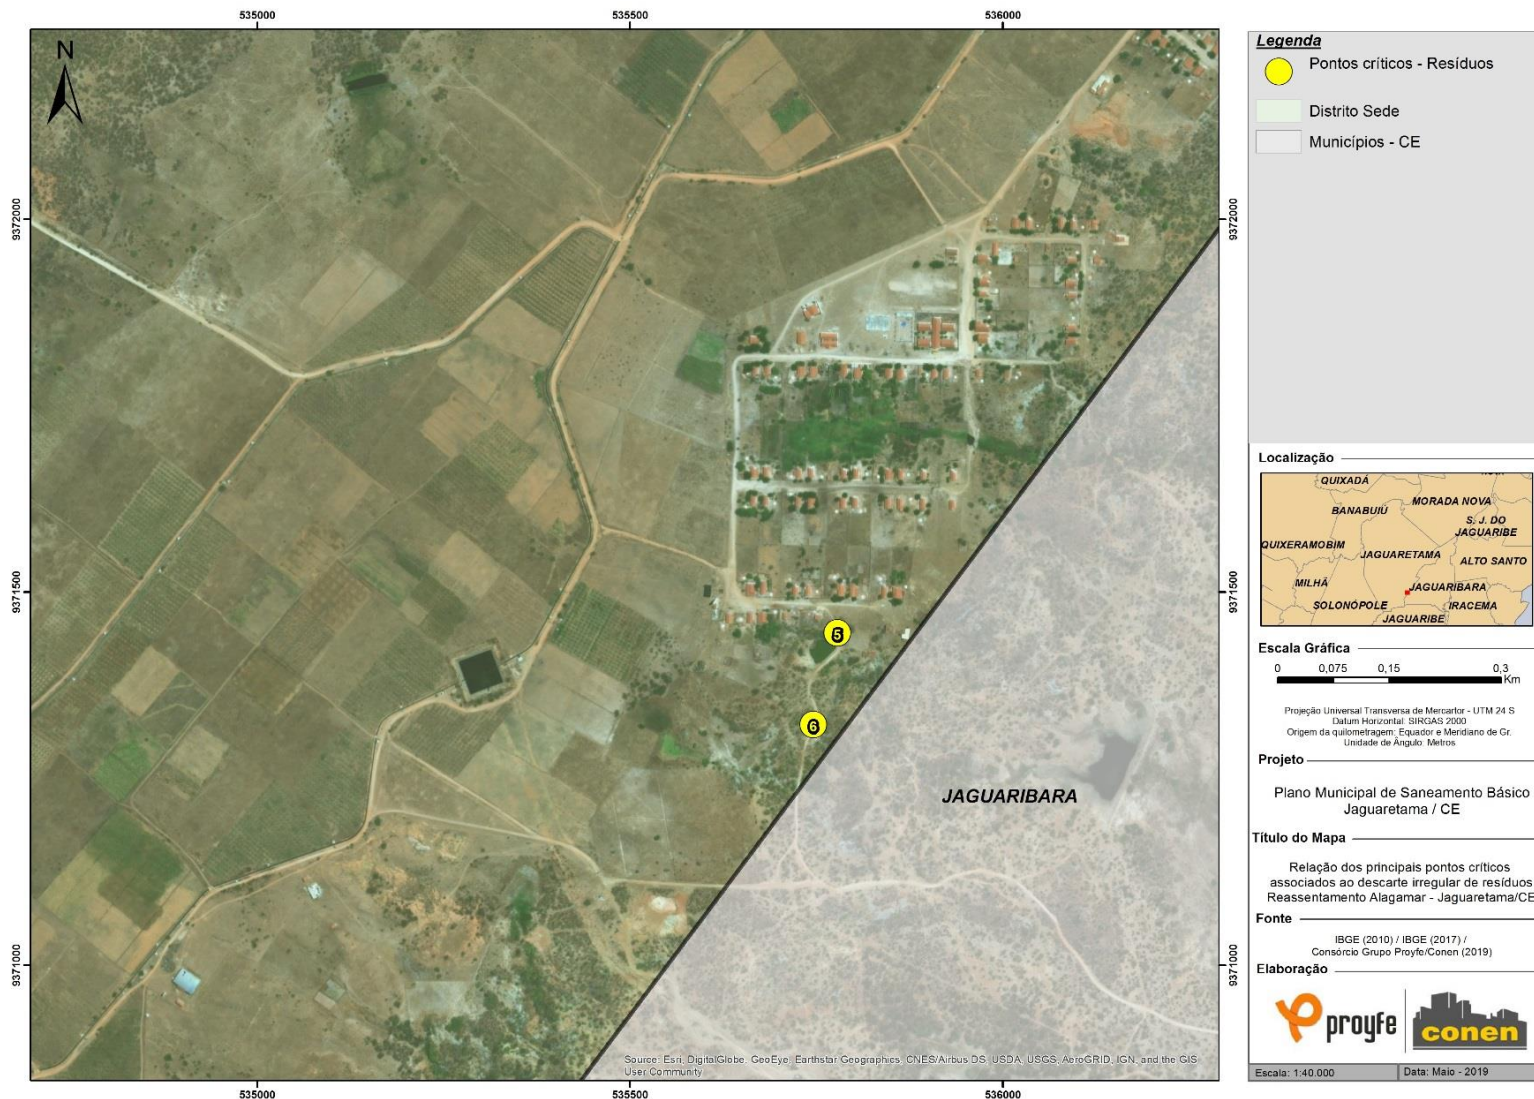 535000
535500
536000
N
9372000
9371500
9371000
9372000
9371500
9371000
5
6
JAGUARIBARA
Source: Esri, DigitalGlobe, GeoEye, Earthstar Geographics, CNES/Airbus DS, USDA, USGS, AeroGRID, IGN, and the GIS
User Community
535000
535500
536000
Legenda
Pontos críticos - Resíduos
Distrito Sede
Municípios - CE
Localização
QUIXADÁ
MORADA NOVA
BANABUIÚ
S. J. DO
JAGUARIBE
QUIXERAMOBIM
JAGUARETAMA
ALTO SANTO
MILHÃ
JAGUARIBARA
SOLONÓPOLE
IRACEMA
JAGUARIBE
Escala Gráfica
0 0,075 0,15 0,3
Km
Projeção Universal Transversa de Mercartor - UTM 24 S
Datum Horizontal: SIRGAS 2000
Origem da quilometragem: Equador e Meridiano de Gr.
Unidade de Ângulo: Metros
Projeto
Plano Municipal de Saneamento Básico
Jaguaretama / CE
Título do Mapa
Relação dos principais pontos críticos
associados ao descarte irregular de resíduos
Reassentamento Alagamar - Jaguaretama/CE
Fonte
IBGE (2010) / IBGE (2017) /
Consórcio Grupo Proyfe/Conen (2019)
Elaboração
proyfe
conen
Escala: 1:40.000
Data: Maio - 2019